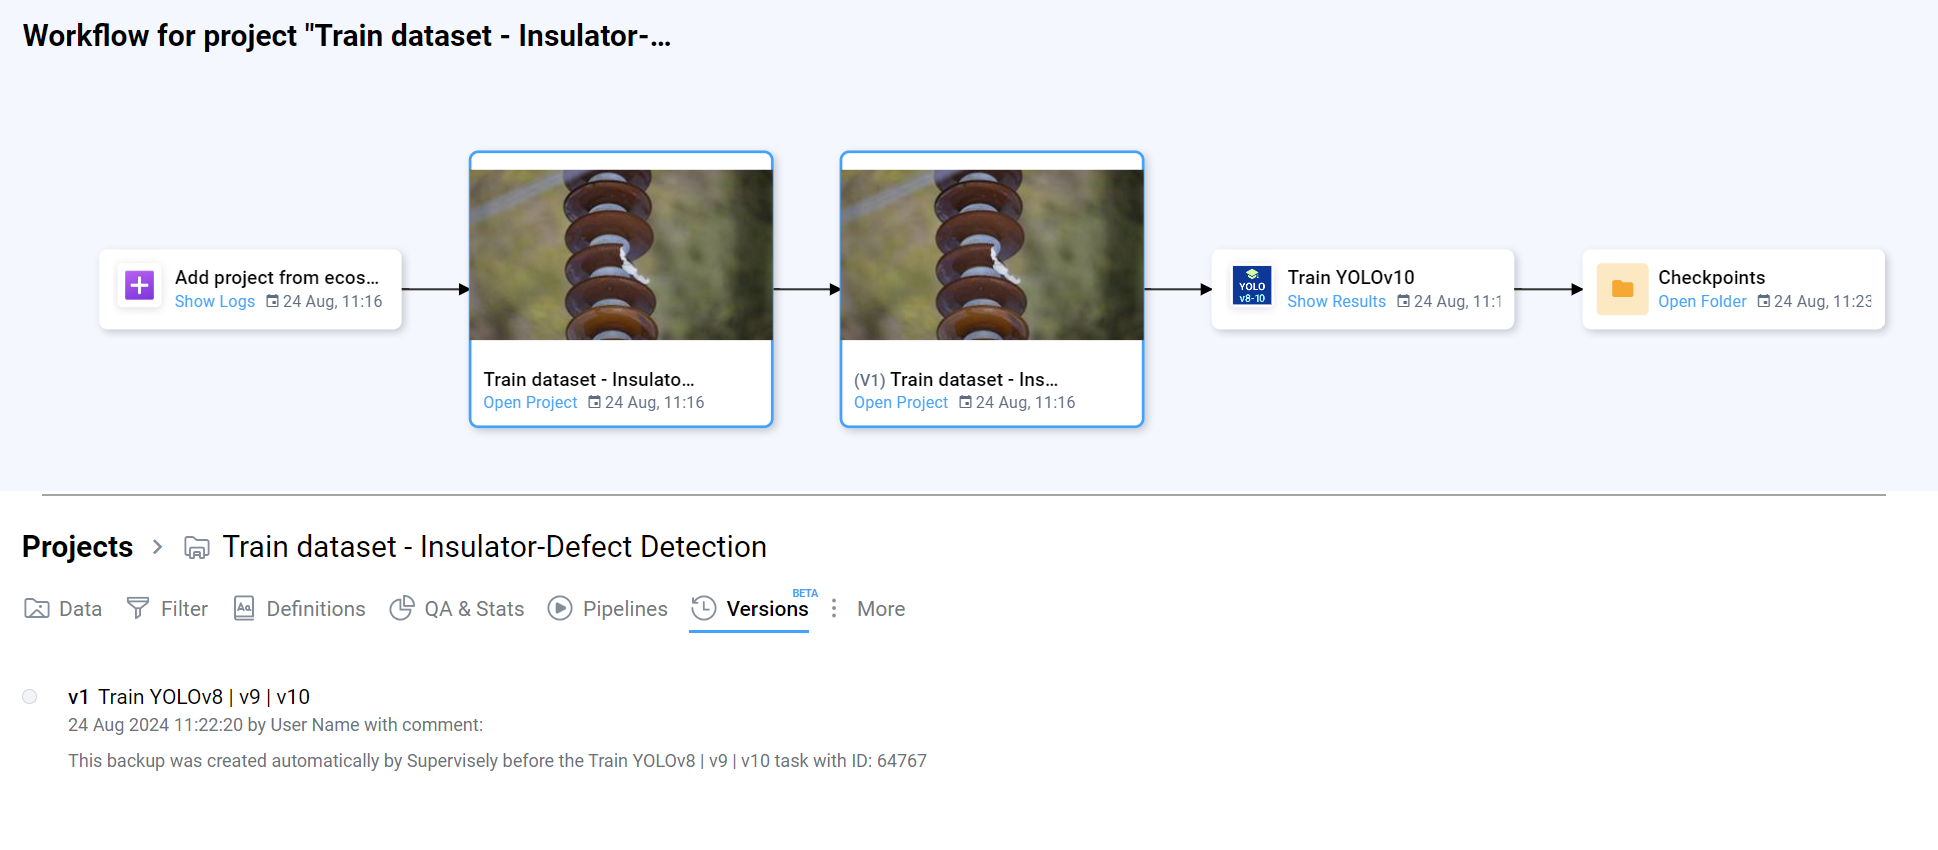 Workflow for project "Train dataset - Insulator-...
Add project from ecos...
Show Logs 24 Aug, 11:16
Train dataset - Insulato...
Open Project 24 Aug, 11:16
(V1) Train dataset - Ins...
Open Project 24 Aug, 11:16
YOLO
v8-10
Train YOLOv10
Show Results 24 Aug, 11:1
Checkpoints
Open Folder 24 Aug, 11:23
Projects > Train dataset - Insulator-Defect Detection
Data Filter Definitions QA & Stats Pipelines Versions BETA More
v1 Train YOLOv8 | v9 | v10
24 Aug 2024 11:22:20 by User Name with comment:
This backup was created automatically by Supervisely before the Train YOLOv8 | v9 | v10 task with ID: 64767